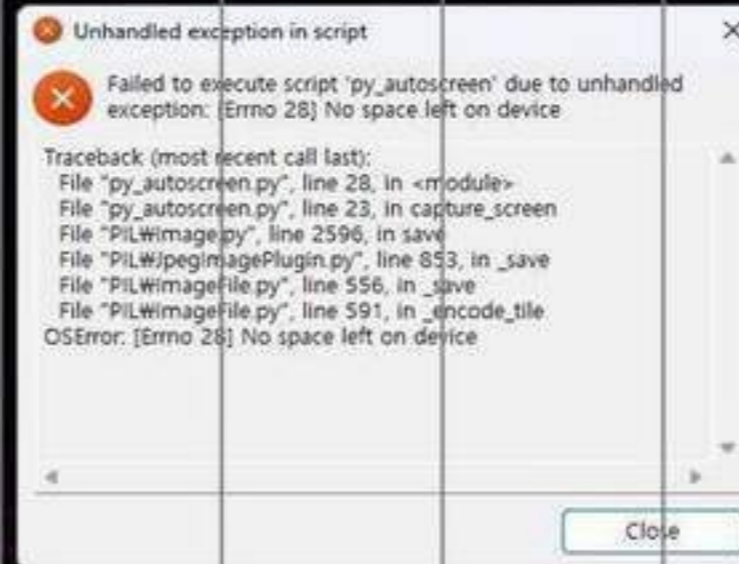 Unhandled exception in script
Failed to execute script 'py_autoscreen' due to unhandled
exception: [Errno 28] No space left on device
Traceback (most recent call last):
File "py_autoscreen.py", line 28, in <module>
File "py_autoscreen.py", line 23, in capture_screen
File "PIL₩Image.py", line 2596, in save
File "PIL₩JpegImagePlugin.py", line 853, in _save
File "PIL₩ImageFile.py", line 556, in _save
File "PIL₩ImageFile.py", line 591, in _encode_tile
OSError: [Errno 28] No space left on device
Close